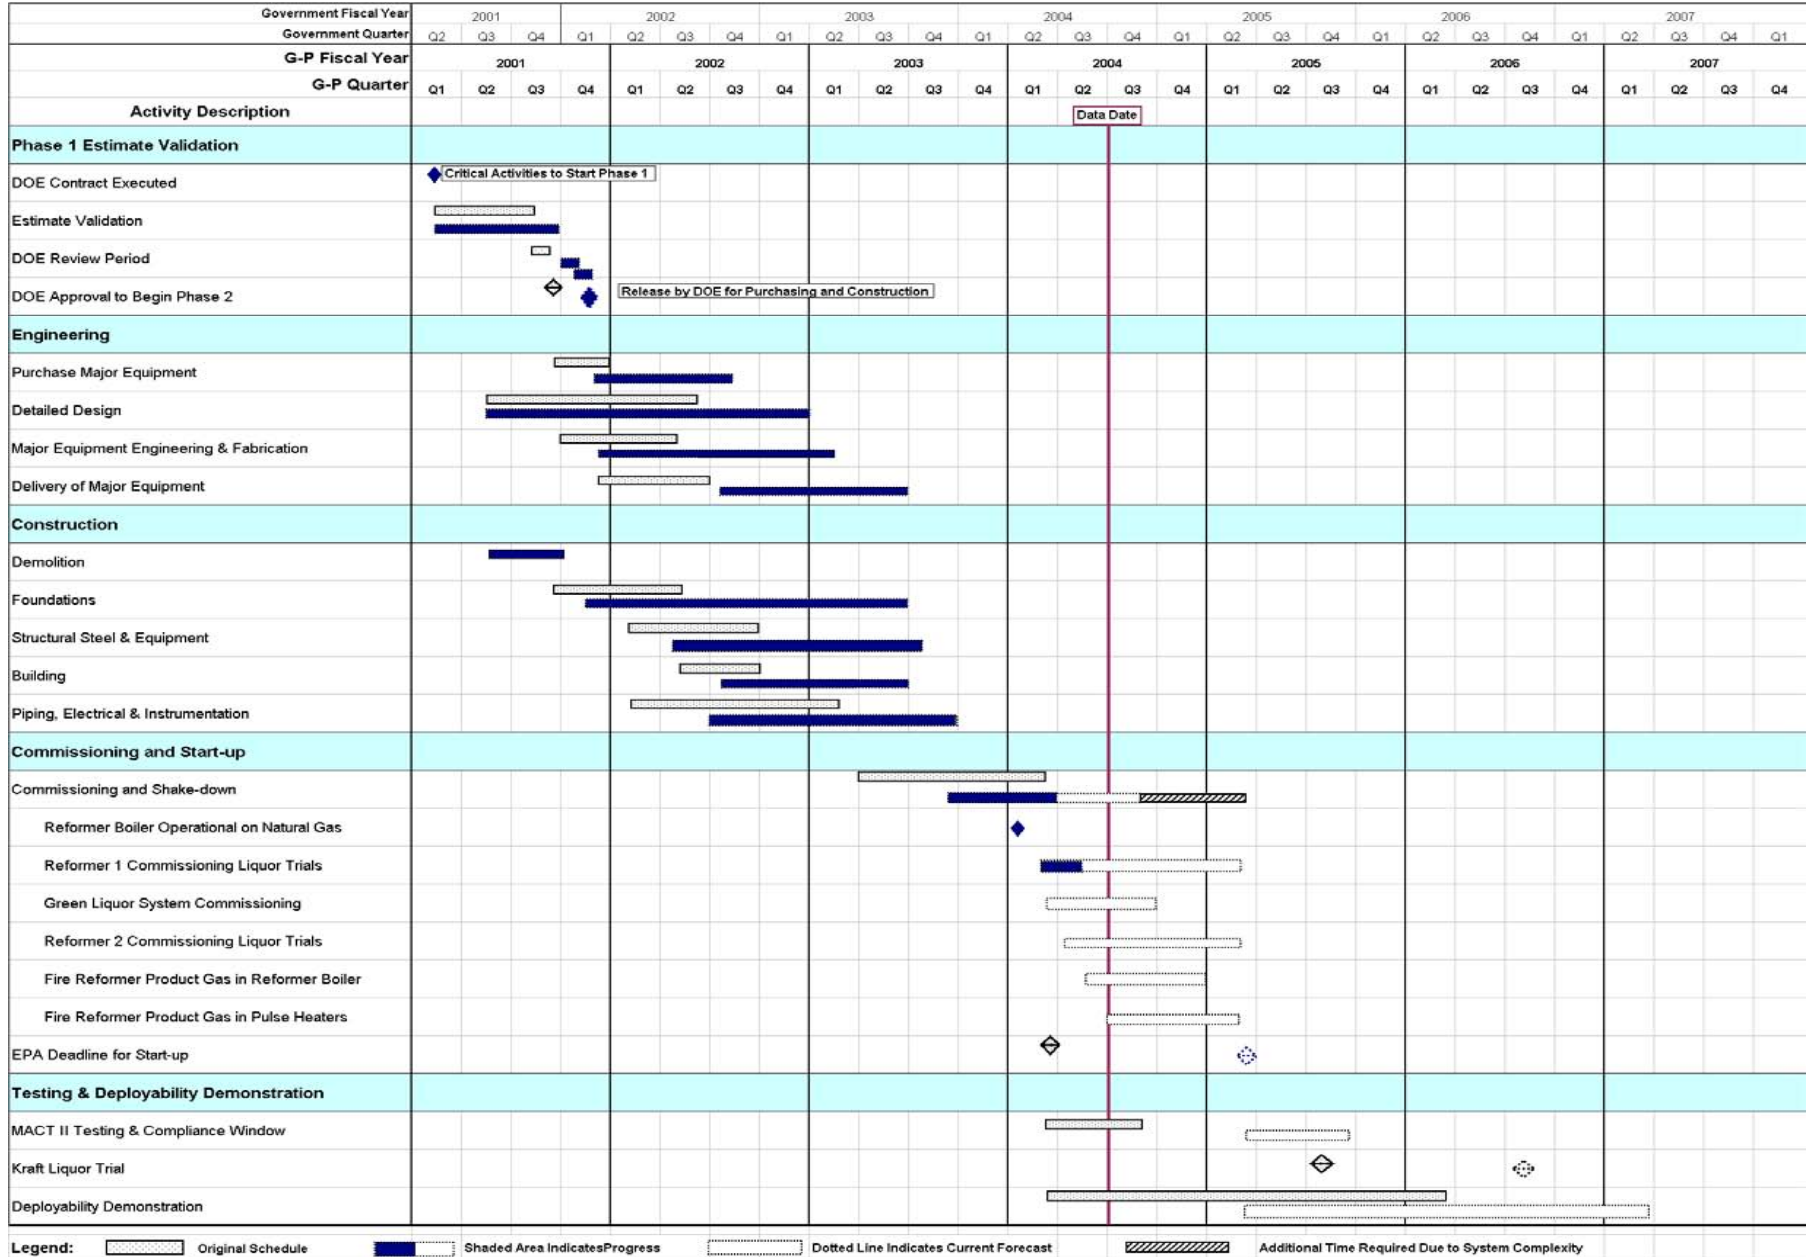 Government Fiscal Year 2001 2002 2003 2004 2005 2006 2007
Government Quarter Q2 Q3 Q4 Q1 Q2 Q3 Q4 Q1 Q2 Q3 Q4 Q1 Q2 Q3 Q4 Q1 Q2 Q3 Q4 Q1 Q2 Q3 Q4 Q1 Q2 Q3 Q4 Q1
G-P Fiscal Year 2001 2002 2003 2004 2005 2006 2007
G-P Quarter Q1 Q2 Q3 Q4 Q1 Q2 Q3 Q4 Q1 Q2 Q3 Q4 Q1 Q2 Q3 Q4 Q1 Q2 Q3 Q4 Q1 Q2 Q3 Q4 Q1 Q2 Q3 Q4
Activity Description Data Date
Phase 1 Estimate Validation
DOE Contract Executed Critical Activities to Start Phase 1
Estimate Validation
DOE Review Period
DOE Approval to Begin Phase 2 Release by DOE for Purchasing and Construction
Engineering
Purchase Major Equipment
Detailed Design
Major Equipment Engineering & Fabrication
Delivery of Major Equipment
Construction
Demolition
Foundations
Structural Steel & Equipment
Building
Piping, Electrical & Instrumentation
Commissioning and Start-up
Commissioning and Shake-down
Reformer Boiler Operational on Natural Gas
Reformer 1 Commissioning Liquor Trials
Green Liquor System Commissioning
Reformer 2 Commissioning Liquor Trials
Fire Reformer Product Gas in Reformer Boiler
Fire Reformer Product Gas in Pulse Heaters
EPA Deadline for Start-up
Testing & Deployability Demonstration
MACT II Testing & Compliance Window
Kraft Liquor Trial
Deployability Demonstration
Legend: Original Schedule Shaded Area IndicatesProgress Dotted Line Indicates Current Forecast Additional Time Required Due to System Complexity